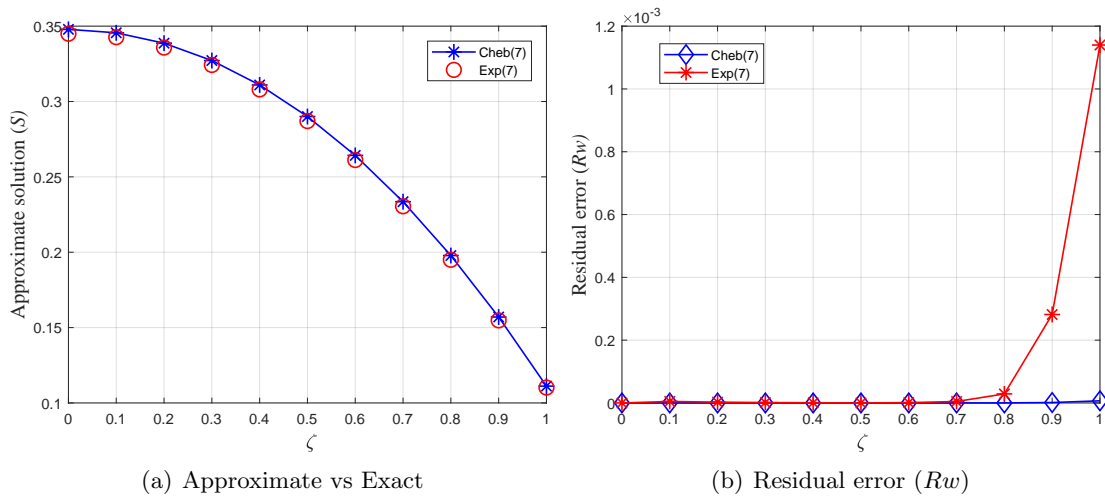 0.35
0.3
0.25
0.2
0.15
0.1
Approximate solution (S)
Cheb(7)
Exp(7)
0 0.1 0.2 0.3 0.4 0.5 0.6 0.7 0.8 0.9 1
ζ
(a) Approximate vs Exact
×10⁻³
1.2
1
0.8
0.6
0.4
0.2
0
Residual error (Rw)
Cheb(7)
Exp(7)
0 0.1 0.2 0.3 0.4 0.5 0.6 0.7 0.8 0.9 1
ζ
(b) Residual error (Rw)